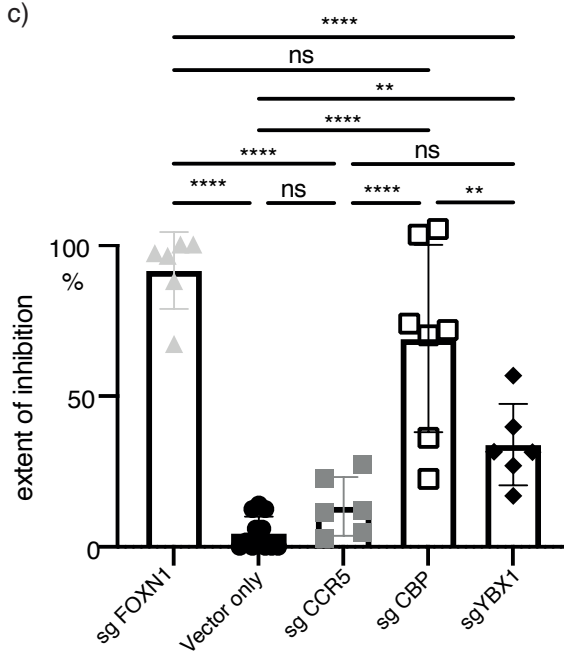 c)
****
ns
**
****
**** ns
**** ns **** **
100
%
50
0
extent of inhibition
sg FOXN1
Vector only
sg CCR5
sg CBP
sgYBX1